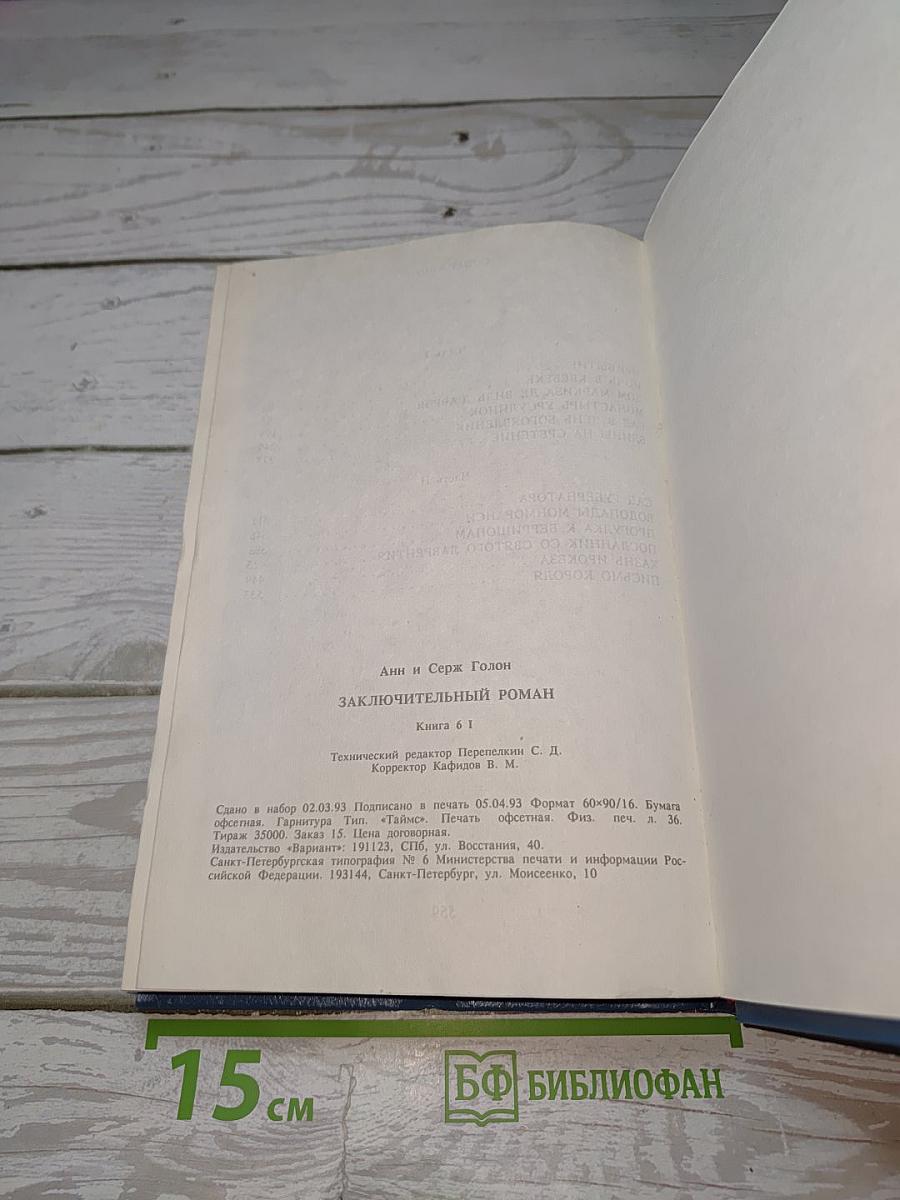 Анн и Серж Голон
ЗАКЛЮЧИТЕЛЬНЫЙ РОМАН
Книга 6 I
Технический редактор Перепелкин С. Д.
Корректор Кафидов В. М.
Сдано в набор 02.03.93 Подписано в печать 05.04.93 Формат 60×90/16. Бумага
офсетная. Гарнитура Тип. «Таймс». Печать офсетная. Физ. печ. л. 36.
Тираж 35000. Заказ 15. Цена договорная.
Издательство «Вариант»: 191123, СПб, ул. Восстания, 40.
Санкт-Петербургская типография № 6 Министерства печати и информации Рос-
сийской Федерации. 193144, Санкт-Петербург, ул. Моисеенко, 10
15 см
БФ БИБЛИОФАН